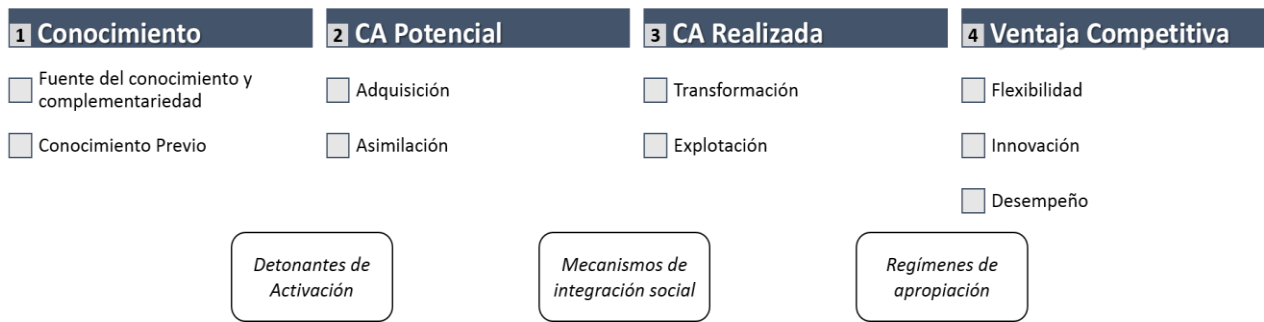 1 Conocimiento
Fuente del conocimiento y
complementariedad
Conocimiento Previo
2 CA Potencial
Adquisición
Asimilación
3 CA Realizada
Transformación
Explotación
4 Ventaja Competitiva
Flexibilidad
Innovación
Desempeño
Detonantes de
Activación
Mecanismos de
integración social
Regímenes de
apropiación